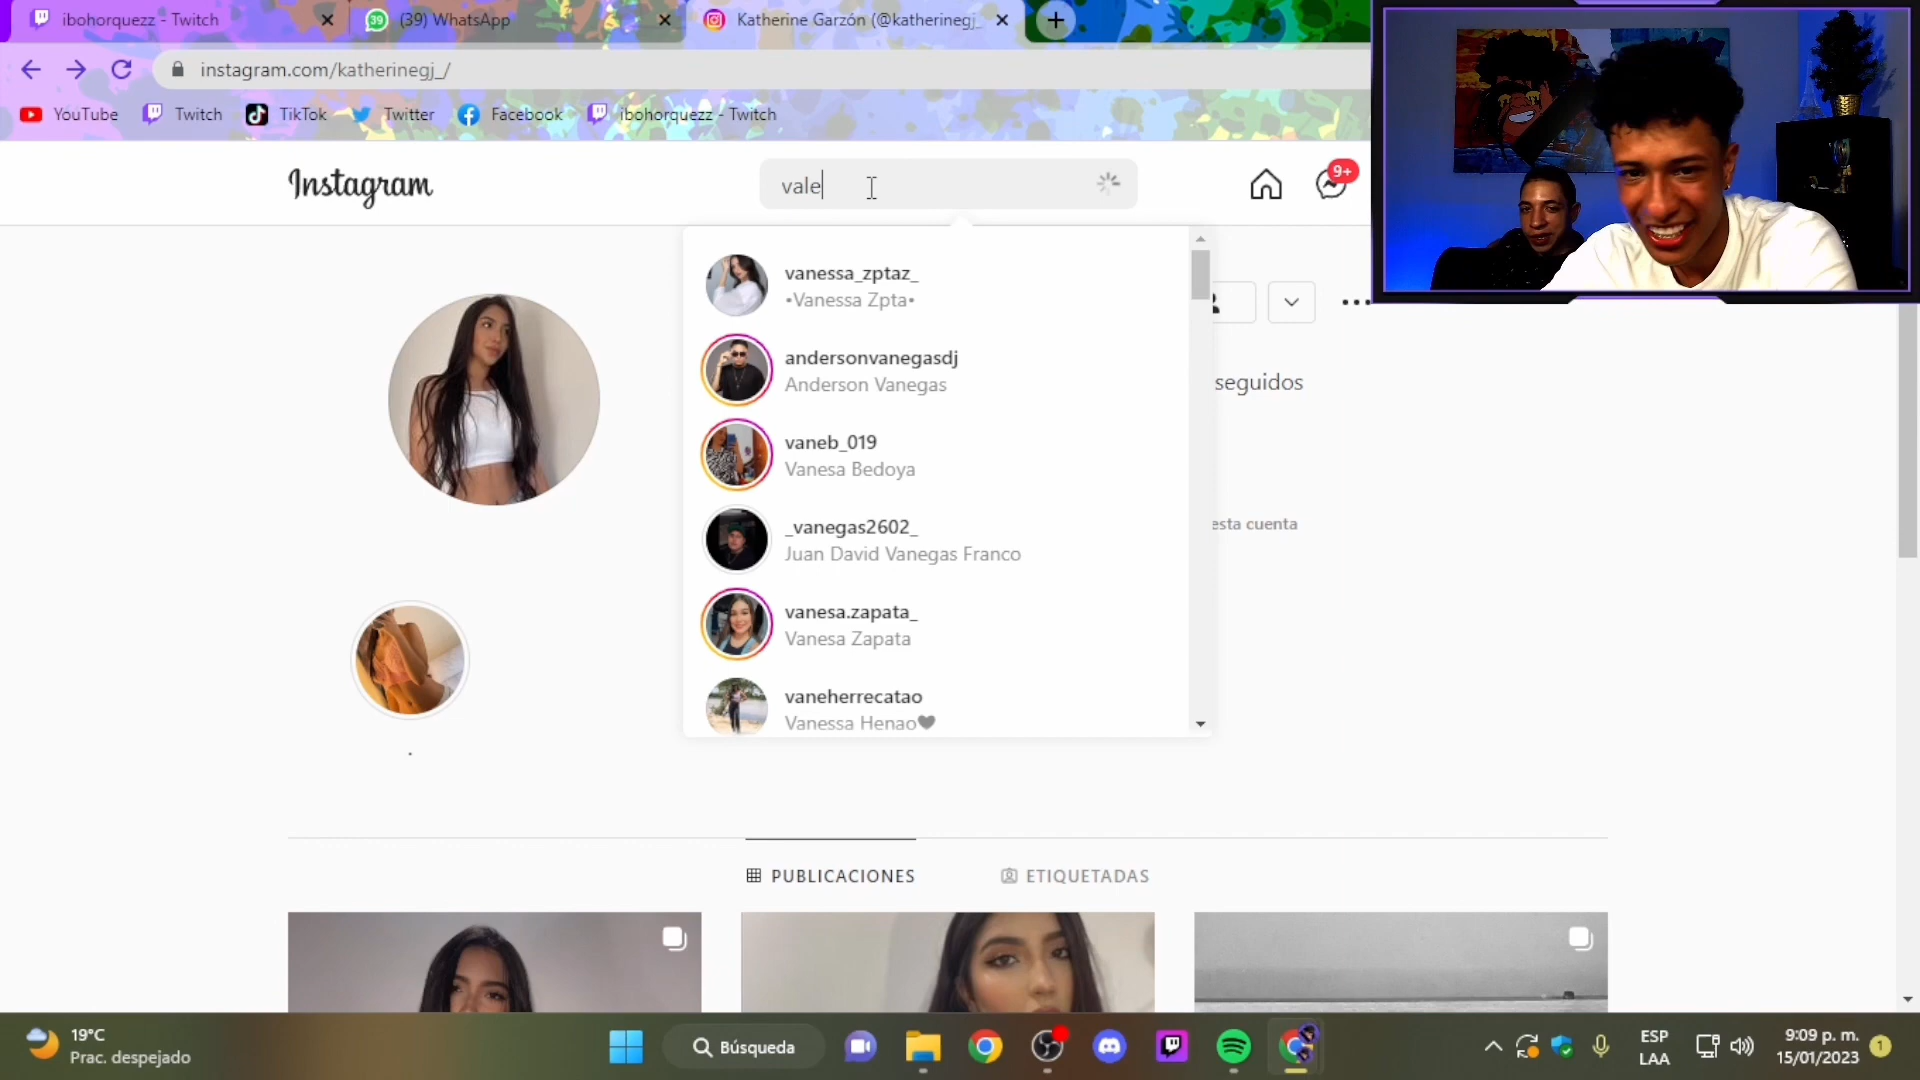 ibohorquezz - Twitch
39 (39) WhatsApp
Katherine Garzón (@katherinegj_
instagram.com/katherinegj_/
YouTube Twitch TikTok Twitter Facebook ibohorquezz - Twitch
Instagram
vale
9+
vanessa_zptaz_
•Vanessa Zpta•
andersonvanegasdj
Anderson Vanegas
seguidos
vaneb_019
Vanesa Bedoya
_vanegas2602_
Juan David Vanegas Franco
esta cuenta
vanesa.zapata_
Vanesa Zapata
vaneherrecatao
Vanessa Henao🖤
.
PUBLICACIONES ETIQUETADAS
19°C
Prac. despejado
Búsqueda
ESP
LAA
9:09 p. m.
15/01/2023
1